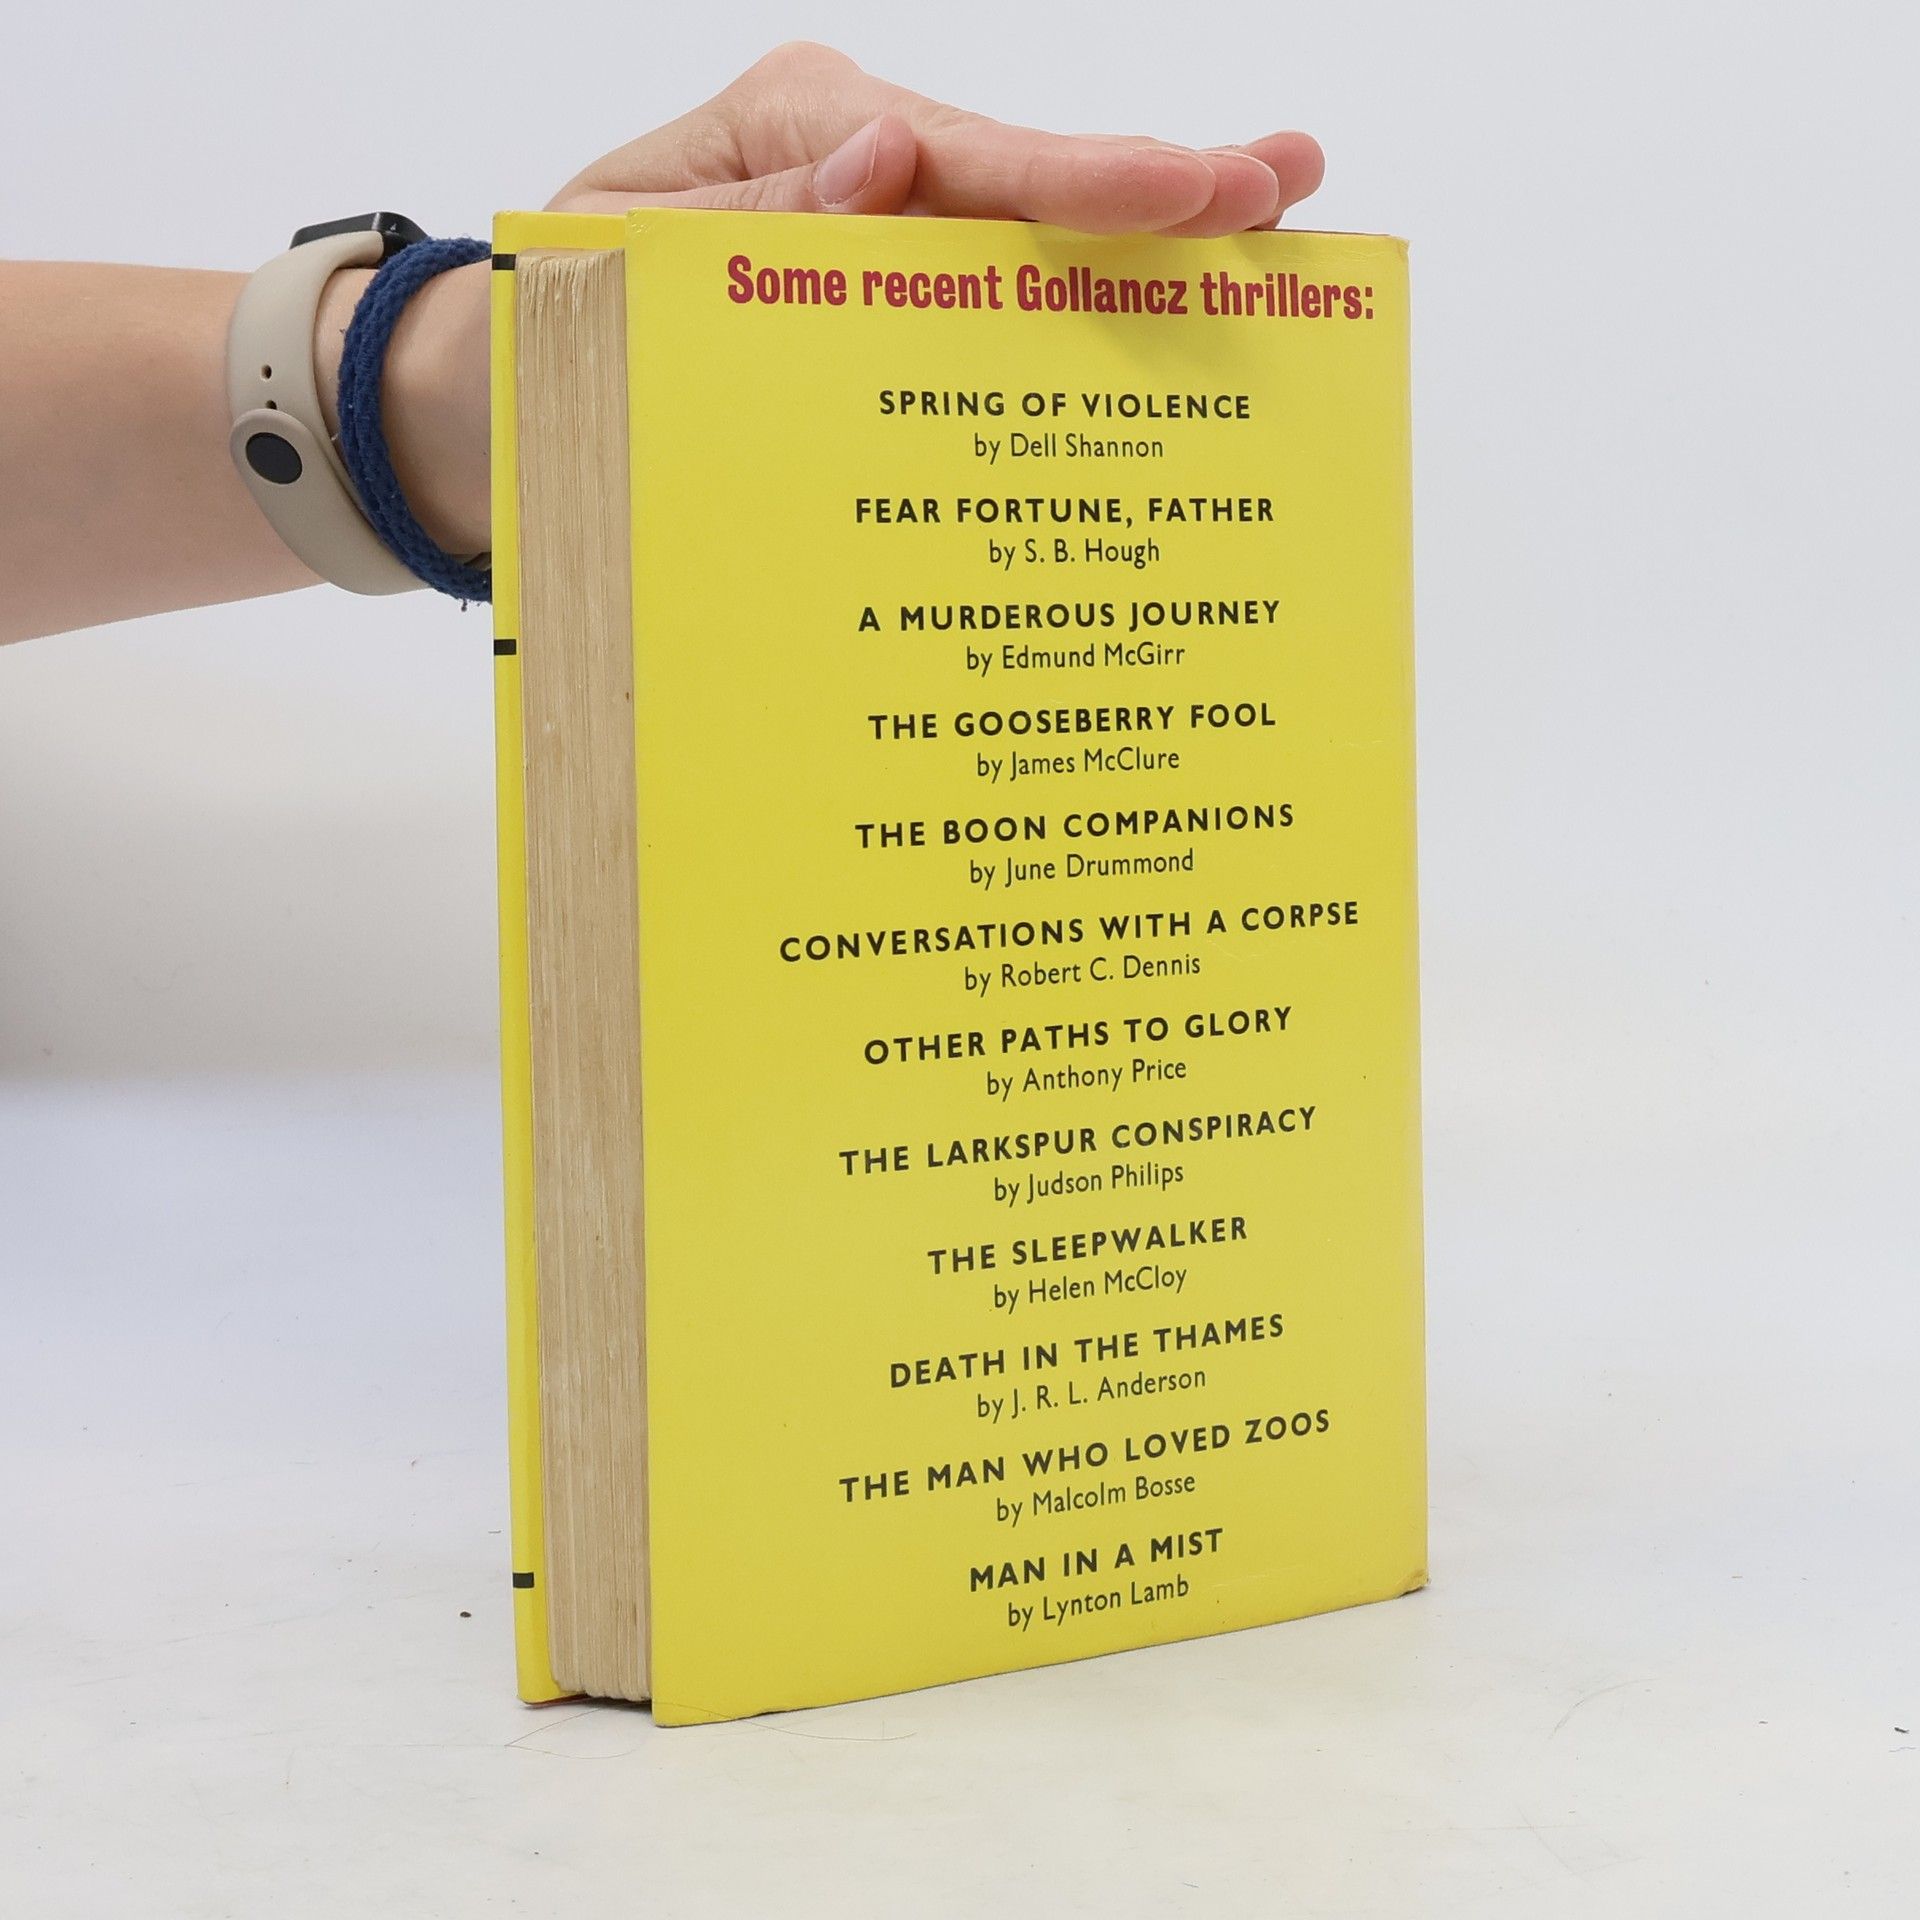 Some recent Gollancz thrillers:
SPRING OF VIOLENCE
by Dell Shannon
FEAR FORTUNE, FATHER
by S. B. Hough
A MURDEROUS JOURNEY
by Edmund McGirr
THE GOOSEBERRY FOOL
by James McClure
THE BOON COMPANIONS
by June Drummond
CONVERSATIONS WITH A CORPSE
by Robert C. Dennis
OTHER PATHS TO GLORY
by Anthony Price
THE LARKSPUR CONSPIRACY
by Judson Philips
THE SLEEPWALKER
by Helen McCloy
DEATH IN THE THAMES
by J. R. L. Anderson
THE MAN WHO LOVED ZOOS
by Malcolm Bosse
MAN IN A MIST
by Lynton Lamb